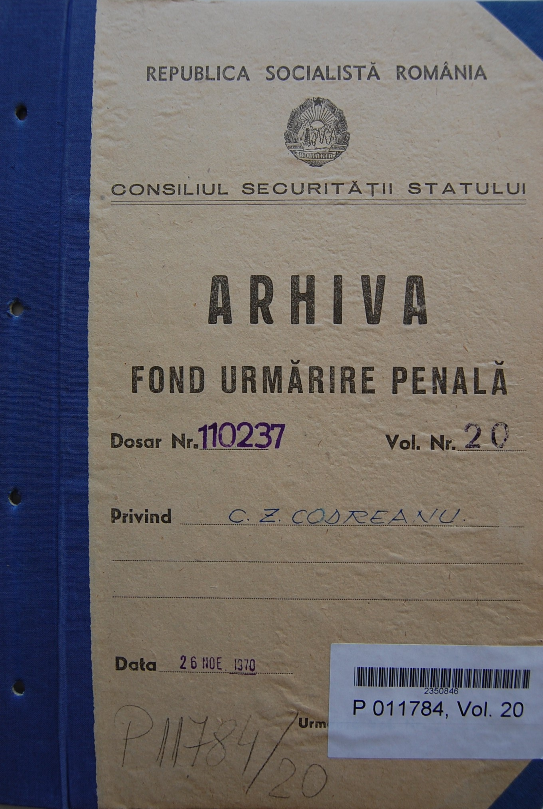 REPUBLICA SOCIALISTĂ ROMÂNIA
CONSILIUL SECURITĂȚII STATULUI
ARHIVA
FOND URMĂRIRE PENALĂ
Dosar Nr. 110237 Vol. Nr. 20
Privind C. Z. CODREANU.
Data 26 NOE 1970
2350846
P 011784, Vol. 20
P 11784/20